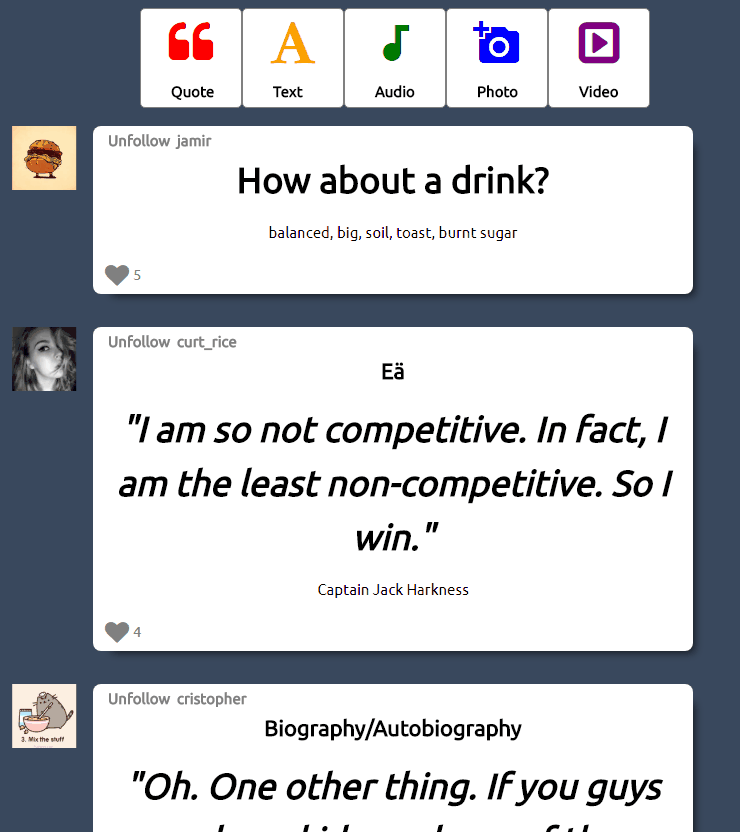 Quote Text Audio Photo Video
Unfollow jamir
How about a drink?
balanced, big, soil, toast, burnt sugar
5
Unfollow curt_rice
Eä
"I am so not competitive. In fact, I
am the least non-competitive. So I
win."
Captain Jack Harkness
4
3. Mix the stuff
Unfollow cristopher
Biography/Autobiography
"Oh. One other thing. If you guys